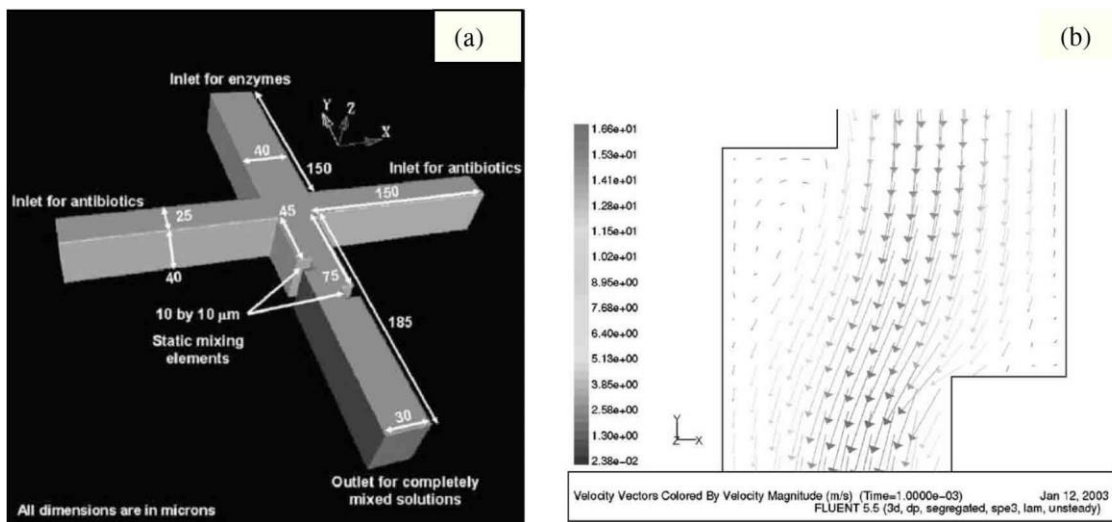 (a)
Inlet for enzymes
Y
Z
X
40
150
Inlet for antibiotics
150
Inlet for antibiotics
25
45
40
75
10 by 10 μm
Static mixing
elements
185
30
Outlet for completely
mixed solutions
All dimensions are in microns
(b)
1.66e+01
1.53e+01
1.41e+01
1.28e+01
1.15e+01
1.02e+01
8.95e+00
7.68e+00
6.40e+00
5.13e+00
3.85e+00
2.58e+00
1.30e+00
2.38e-02
Y
Z
X
Velocity Vectors Colored By Velocity Magnitude (m/s) (Time=1.0000e-03)
Jan 12, 2003
FLUENT 5.5 (3d, dp, segregated, spe3, lam, unsteady)